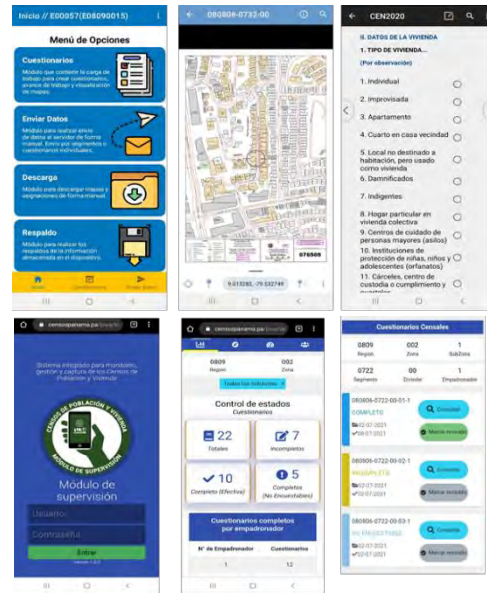 Inicio // E00057(E08090015)
Menú de Opciones
Cuestionarios
Módulo que contiene la carga de
trabajo para crear cuestionarios,
avance de trabajo y visualización
de mapas.
Enviar Datos
Módulo para realizar envío
de datos al servidor de forma
manual. Envío por segmentos o
cuestionarios individuales.
Descarga
Módulo para descargar mapas y
asignaciones de forma manual
Respaldo
Módulo para realizar los
respaldos de la información
almacenada en el dispositivo.
080806-0732-00
076505
9.013283, -79.532749
CEN2020
II. DATOS DE LA VIVIENDA
1. TIPO DE VIVIENDA...
(Por observación)
1. Individual
2. Improvisada
3. Apartamento
4. Cuarto en casa vecindad
5. Local no destinado a
habitación, pero usado
como vivienda
6. Damnificados
7. Indigentes
8. Hogar particular en
vivienda colectiva
9. Centros de cuidado de
personas mayores (asilos)
10. Instituciones de
protección de niñas, niños y
adolescentes (orfanatos)
11. Cárceles, centro de
custodia o cumplimiento y
censospanama.pa
Sistema integrado para monitoreo,
gestión y captura de los Censos de
Población y Vivienda
CENSOS DE POBLACIÓN Y VIVIENDA
MÓDULO DE SUPERVISIÓN
Módulo de
supervisión
Usuario
Contraseña
Entrar
censospanama.pa
0809 002
Region Zona
Control de
estados
Cuestionarios
22
Totales
7
Incompletos
10
Completo (Efectiva)
5
Completos
(No Encuestables)
Cuestionarios completos
por empadronador
N° de Empadronador Cuestionarios
1 12
Cuestionarios Censales
0809 002 1
Region Zona SubZona
0722 00 1
Segmento Divisor Empadronador
080806-0722-00-01-1
COMPLETO
02-07-2021
Consultar
Marcar revisado
080806-0722-00-02-1
02-07-2021
Consultar
Marcar revisado
080806-0722-00-03-1
02-07-2021
Consultar
Marcar revisado